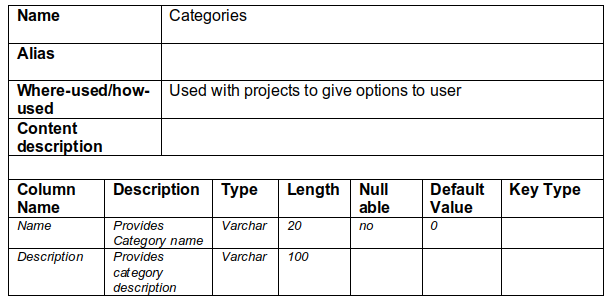 Name Categories
Alias
Where-used/how- Used with projects to give options to user
used
Content
description
Column Description Type Length Null Default Key Type
Name able Value
Name Provides Varchar 20 no 0
Category name
Description Provides Varchar 100
category
description